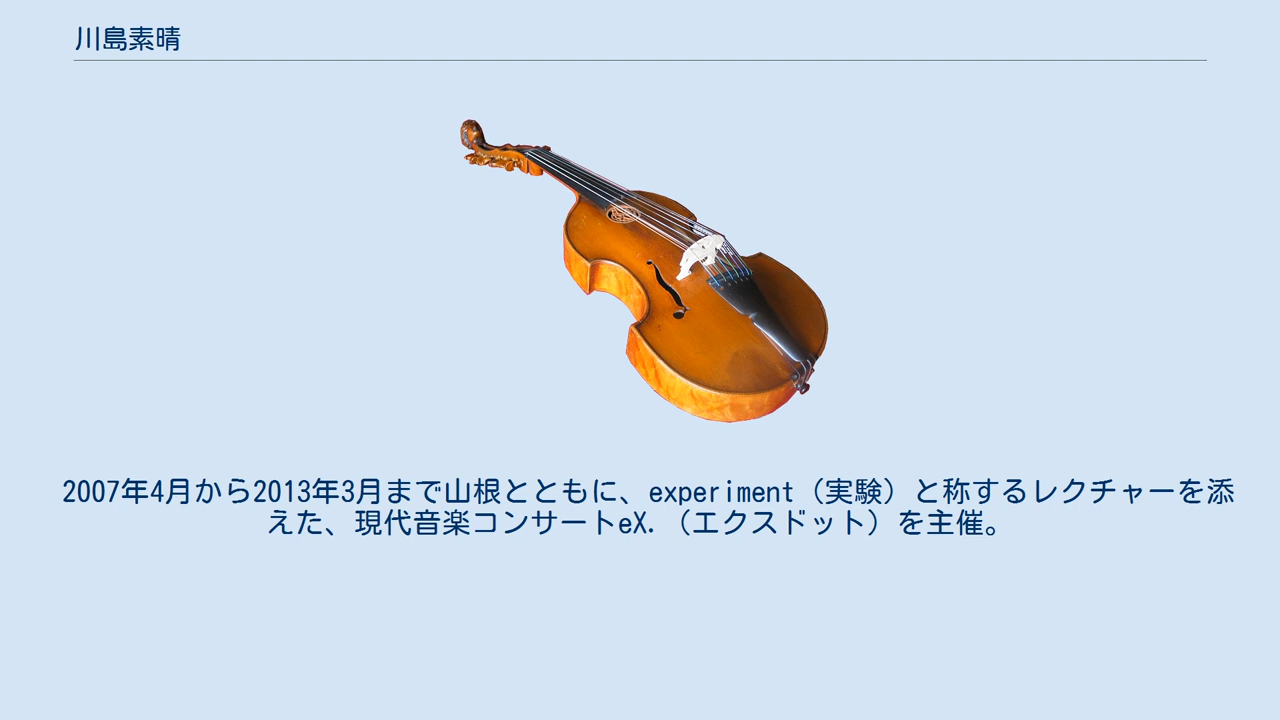 川島素晴
2007年4月から2013年3月まで山根とともに、experiment（実験）と称するレクチャーを添
えた、現代音楽コンサートeX.（エクスドット）を主催。